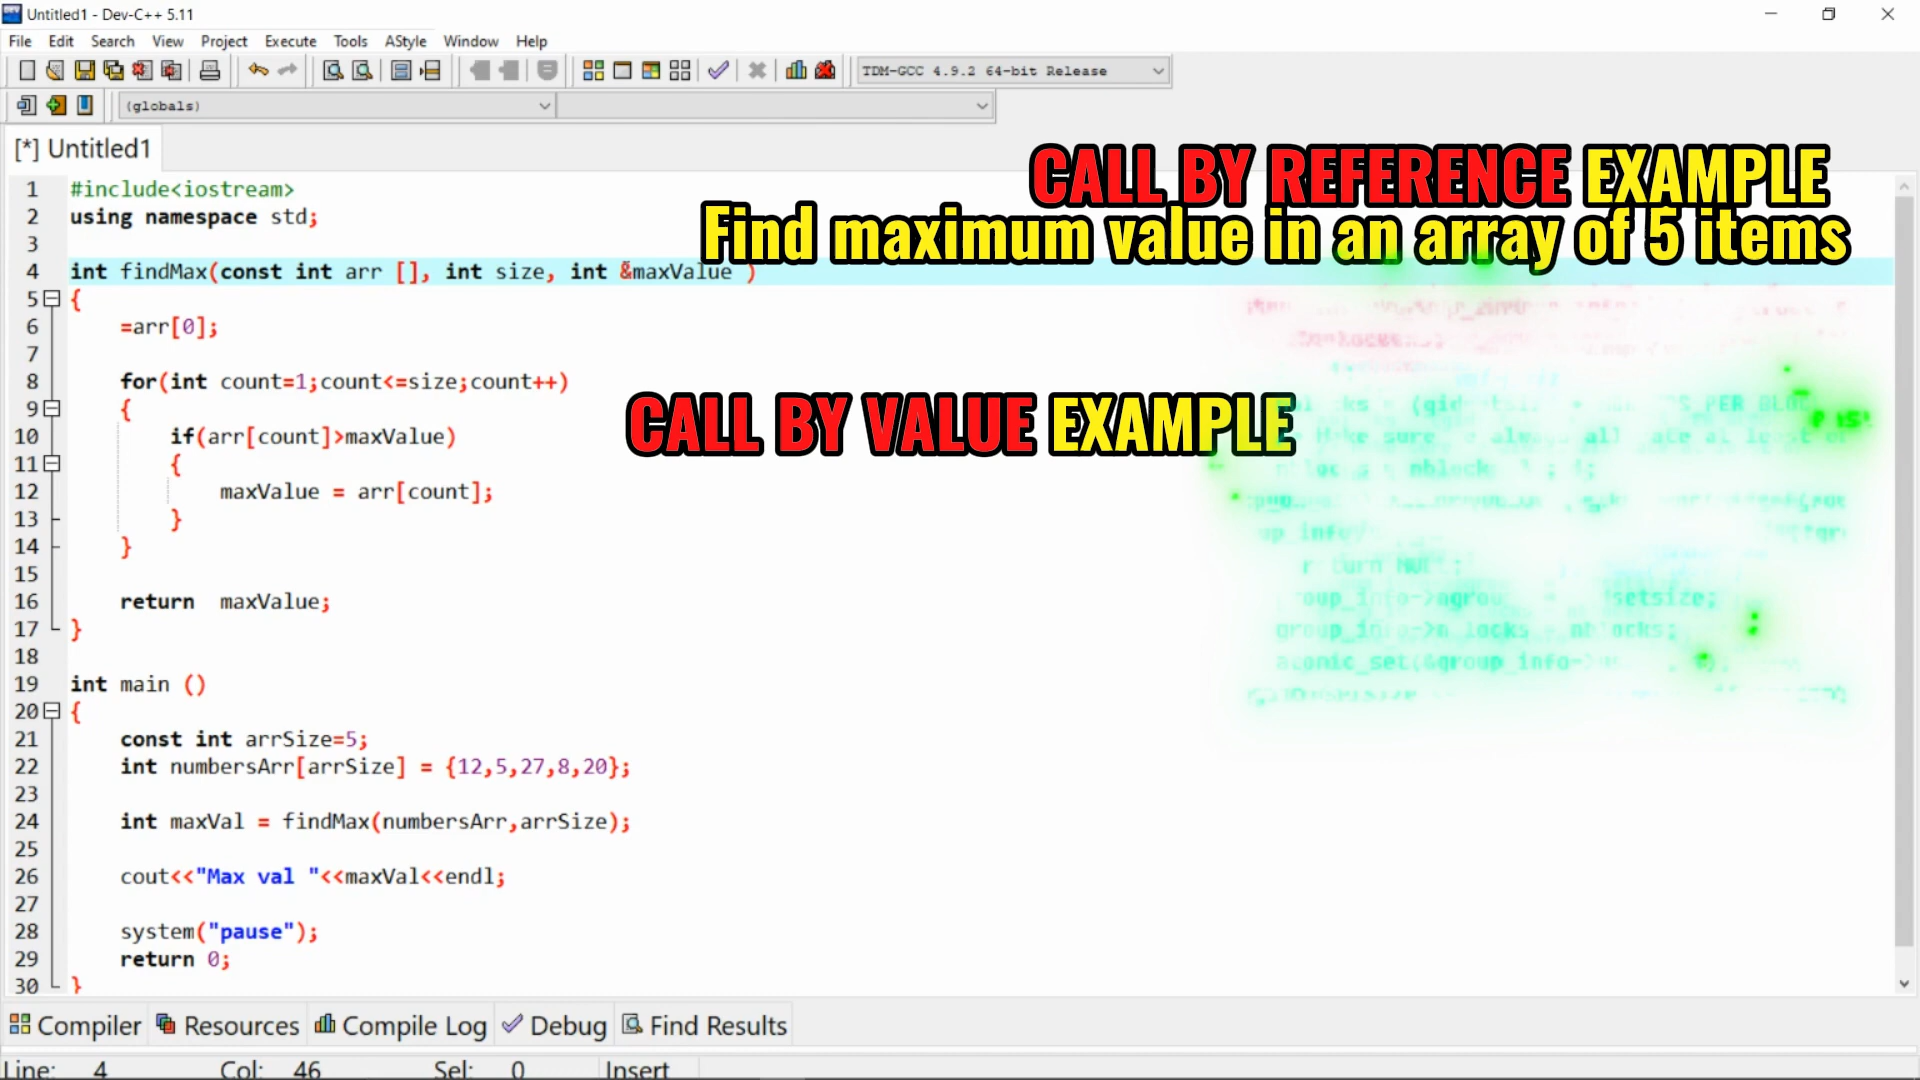 Untitled1 - Dev-C++ 5.11
File Edit Search View Project Execute Tools AStyle Window Help
TDM-GCC 4.9.2 64-bit Release
(globals)
[*] Untitled1
CALL BY REFERENCE EXAMPLE
Find maximum value in an array of 5 items
1 #include<iostream>
2 using namespace std;
3
4 int findMax(const int arr [], int size, int &maxValue )
5 {
6 =arr[0];
7
8 for(int count=1;count<=size;count++)
9 {
CALL BY VALUE EXAMPLE
10 if(arr[count]>maxValue)
11 {
12 maxValue = arr[count];
13 }
14 }
15
16 return maxValue;
17 }
18
19 int main ()
20 {
21 const int arrSize=5;
22 int numbersArr[arrSize] = {12,5,27,8,20};
23
24 int maxVal = findMax(numbersArr,arrSize);
25
26 cout<<"Max val "<<maxVal<<endl;
27
28 system("pause");
29 return 0;
30 }
Compiler Resources Compile Log Debug Find Results
Line: 4 Col: 46 Sel: 0 Insert